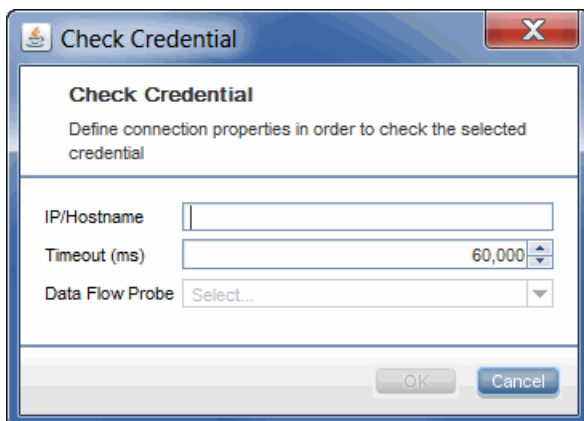 Check Credential
X
Check Credential
Define connection properties in order to check the selected
credential
IP/Hostname
Timeout (ms) 60,000
Data Flow Probe Select...
OK Cancel